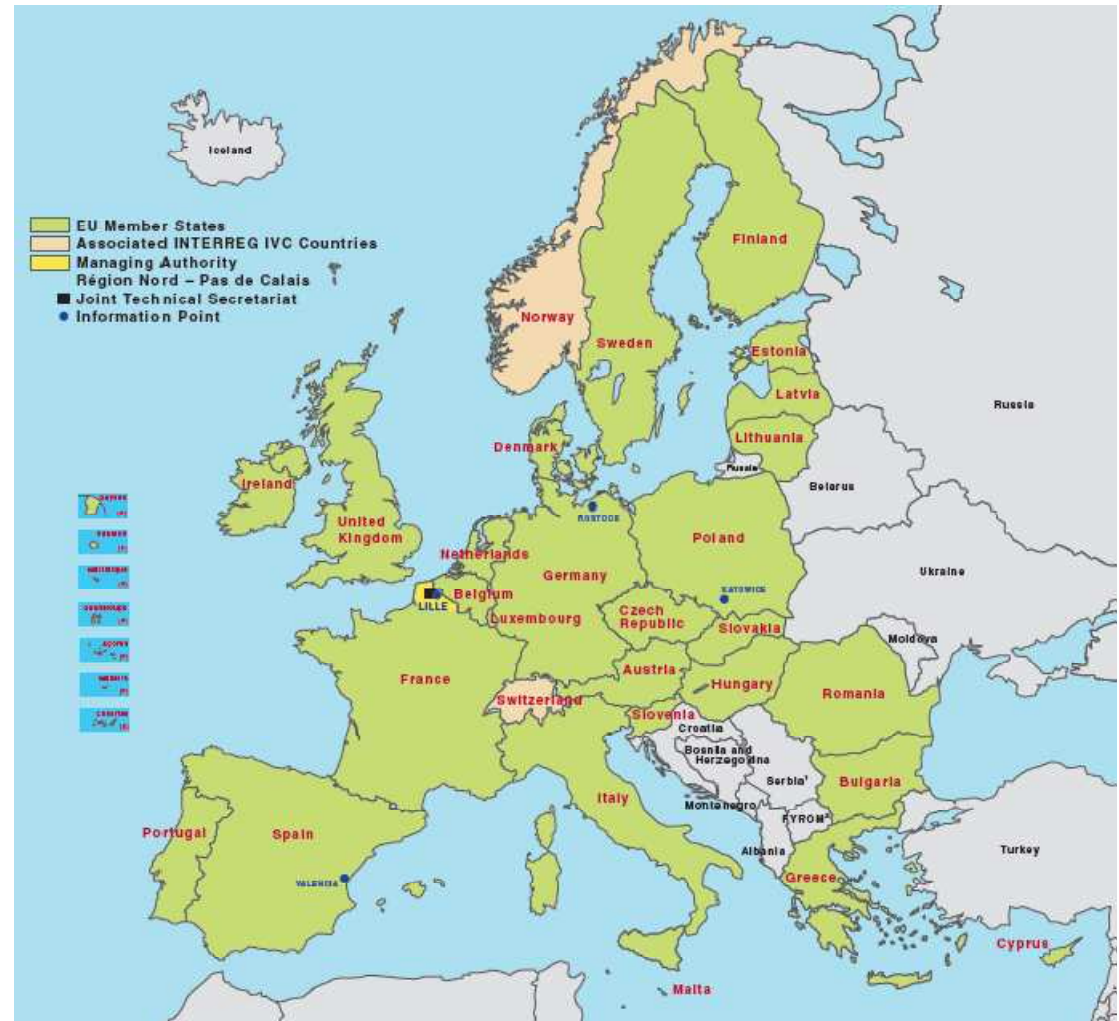 Iceland
EU Member States
Associated INTERREG IVC Countries
Managing Authority
Région Nord – Pas de Calais
Joint Technical Secretariat
Information Point
Finland
Norway
Sweden
Estonia
Latvia
Russia
Denmark
Lithuania
Russia
Belarus
Ireland
ROSTOCK
United
Kingdom
Poland
Netherlands
Germany
Ukraine
KATOWICE
Belgium
LILLE
Luxembourg
Czech
Republic
Slovakia
Moldova
Austria
France
Hungary
Romania
Switzerland
Slovenia
Croatia
Bosnia and
Herzegovina
Serbia¹
Bulgaria
Italy
Montenegro
FYROM²
Portugal
Spain
Albania
Turkey
Greece
VALENCIA
Cyprus
Malta